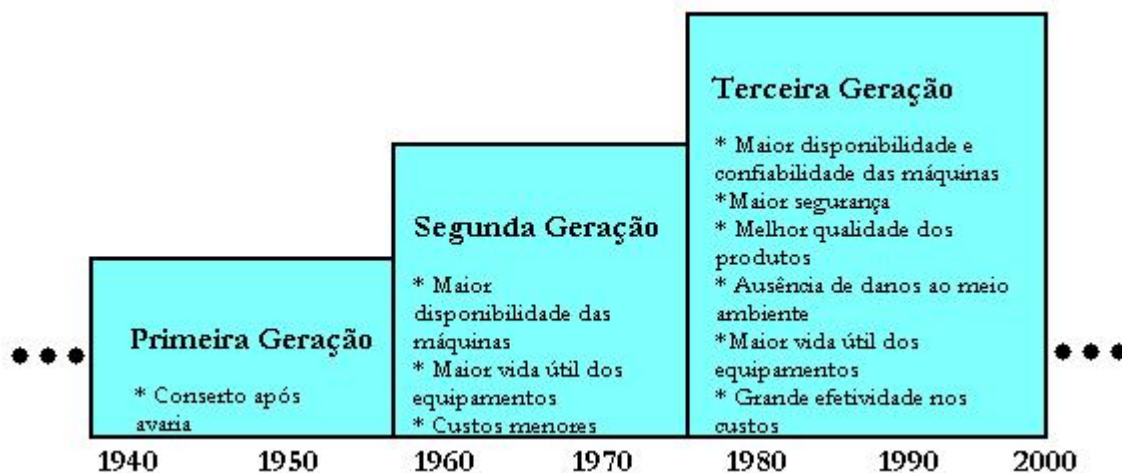 Primeira Geração
* Conserto após
avaria
Segunda Geração
* Maior
disponibilidade das
máquinas
* Maior vida útil dos
equipamentos
* Custos menores
Terceira Geração
* Maior disponibilidade e
confiabilidade das máquinas
*Maior segurança
* Melhor qualidade dos
produtos
* Ausência de danos ao meio
ambiente
*Maior vida útil dos
equipamentos
* Grande efetividade nos
custos
1940 1950 1960 1970 1980 1990 2000